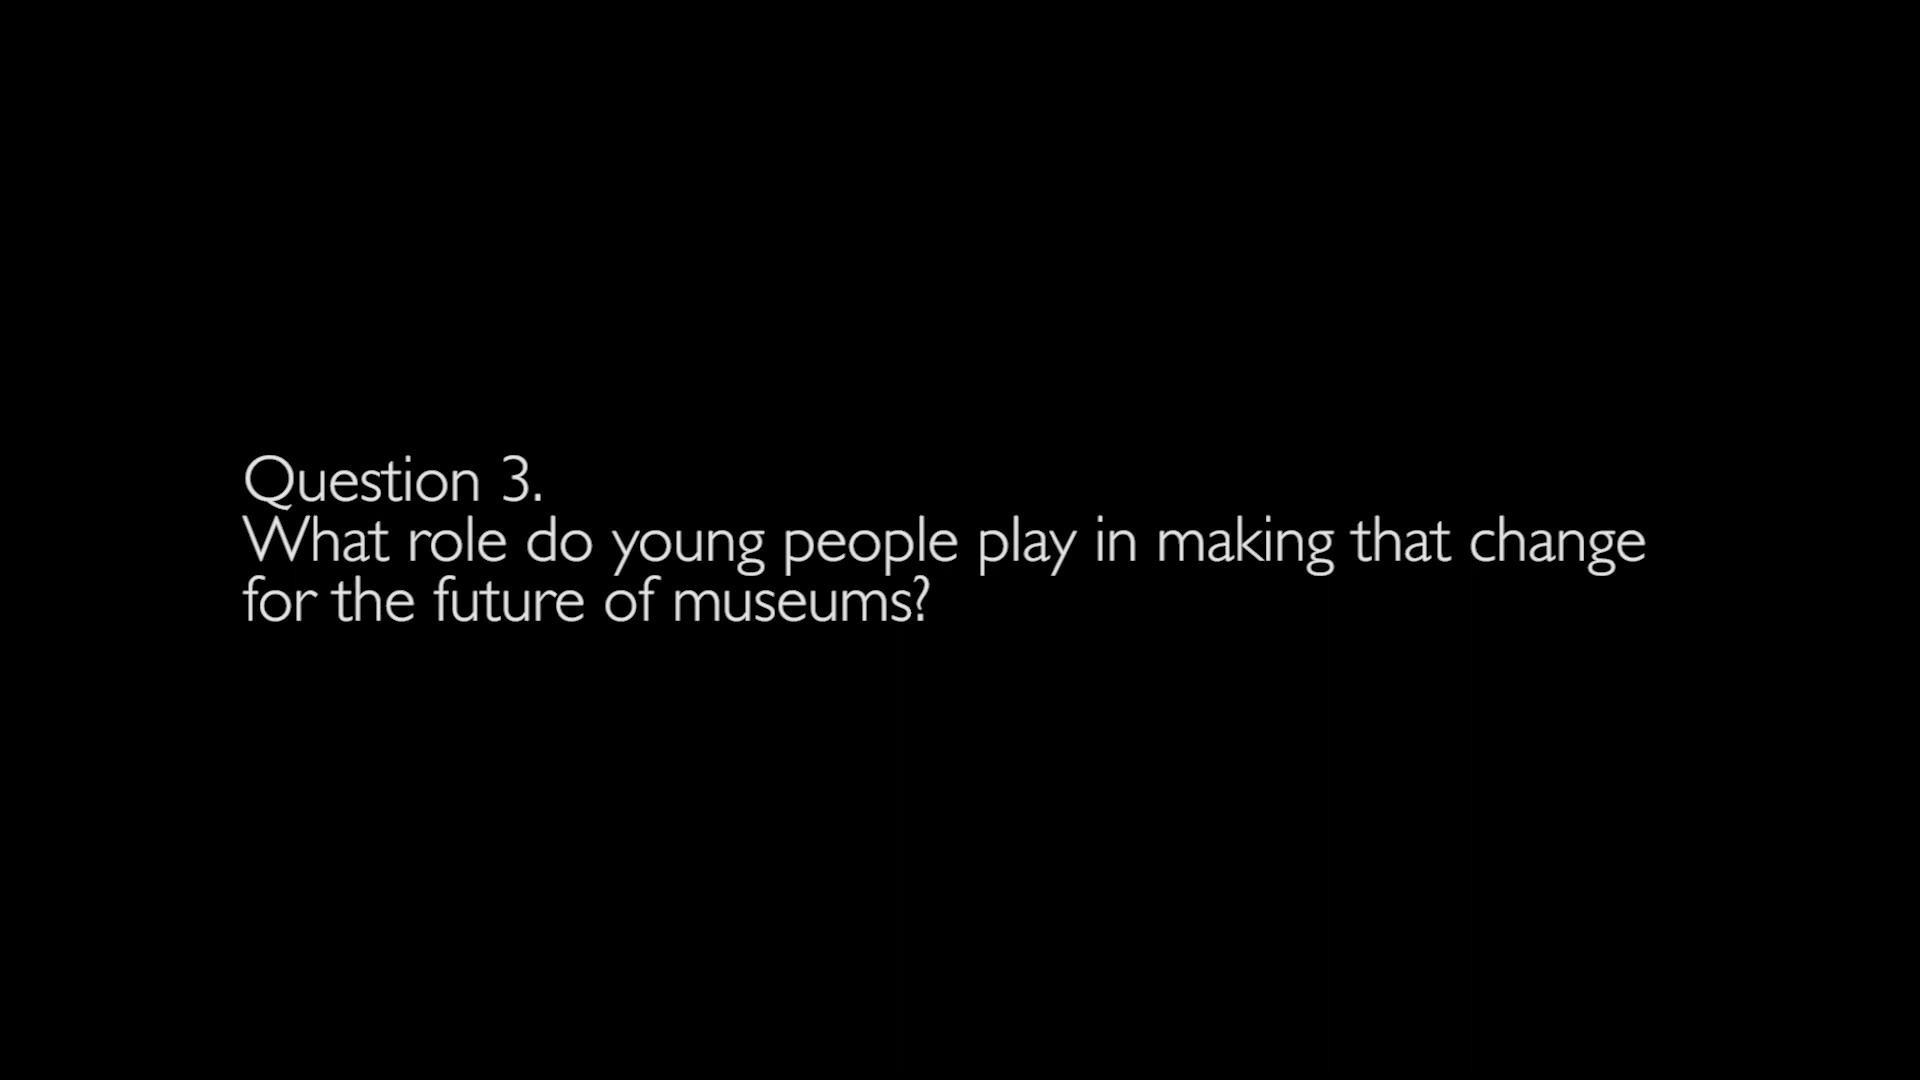 Question 3.
What role do young people play in making that change
for the future of museums?